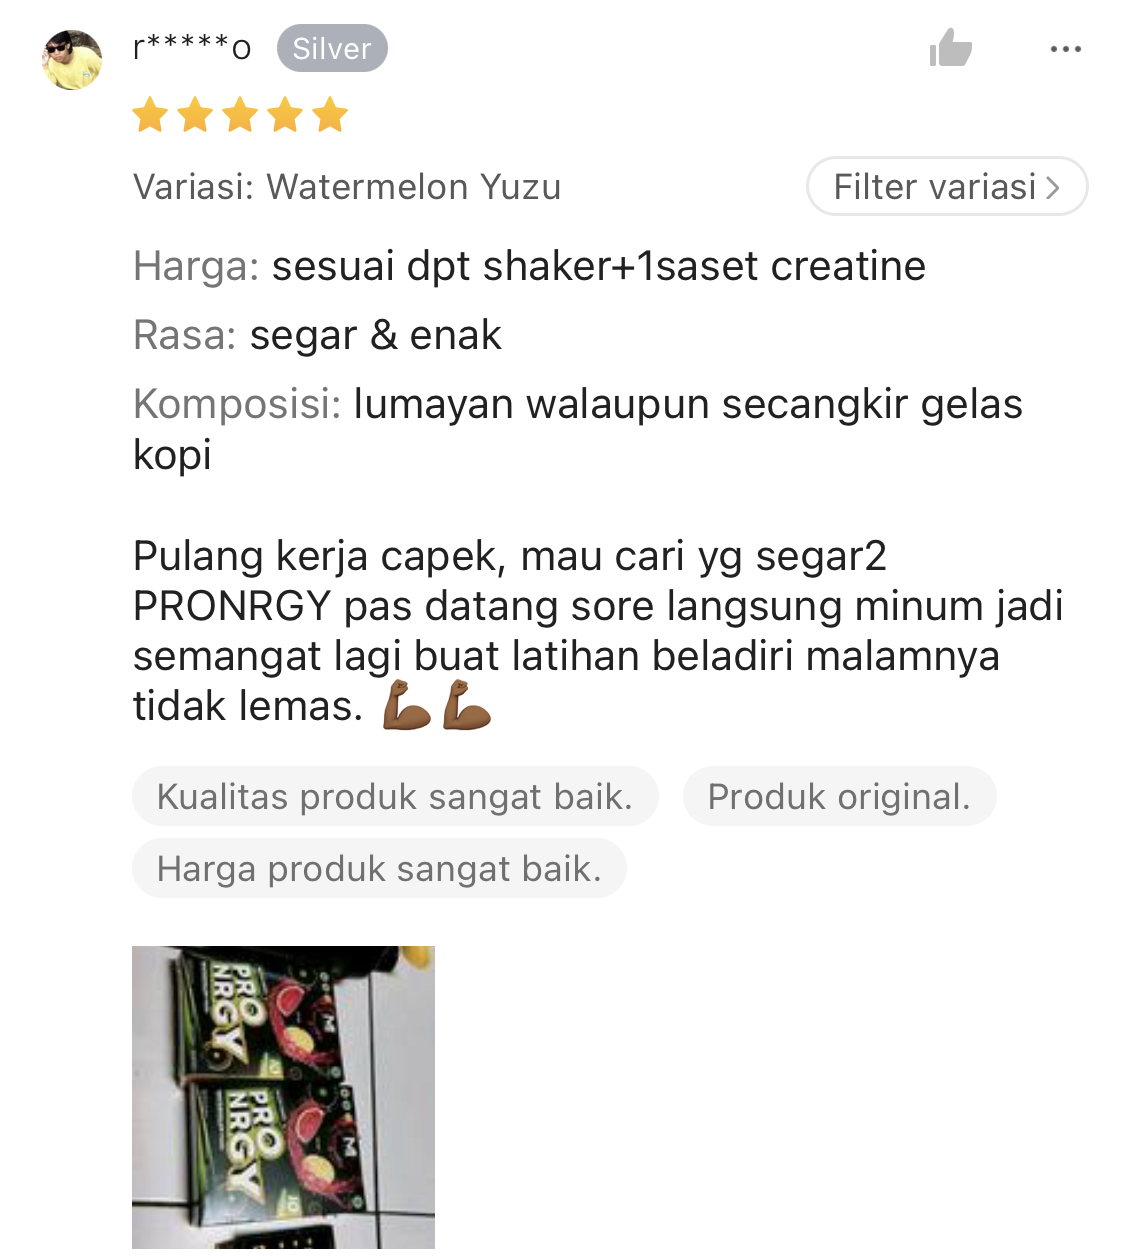 r*****o Silver
Variasi: Watermelon Yuzu
Filter variasi
Harga: sesuai dpt shaker+1saset creatine
Rasa: segar & enak
Komposisi: lumayan walaupun secangkir gelas
kopi
Pulang kerja capek, mau cari yg segar2
PRONRGY pas datang sore langsung minum jadi
semangat lagi buat latihan beladiri malamnya
tidak lemas. 💪🏾💪🏾
Kualitas produk sangat baik.
Produk original.
Harga produk sangat baik.
PRO
NRGY
M
PRO
NRGY
M
10